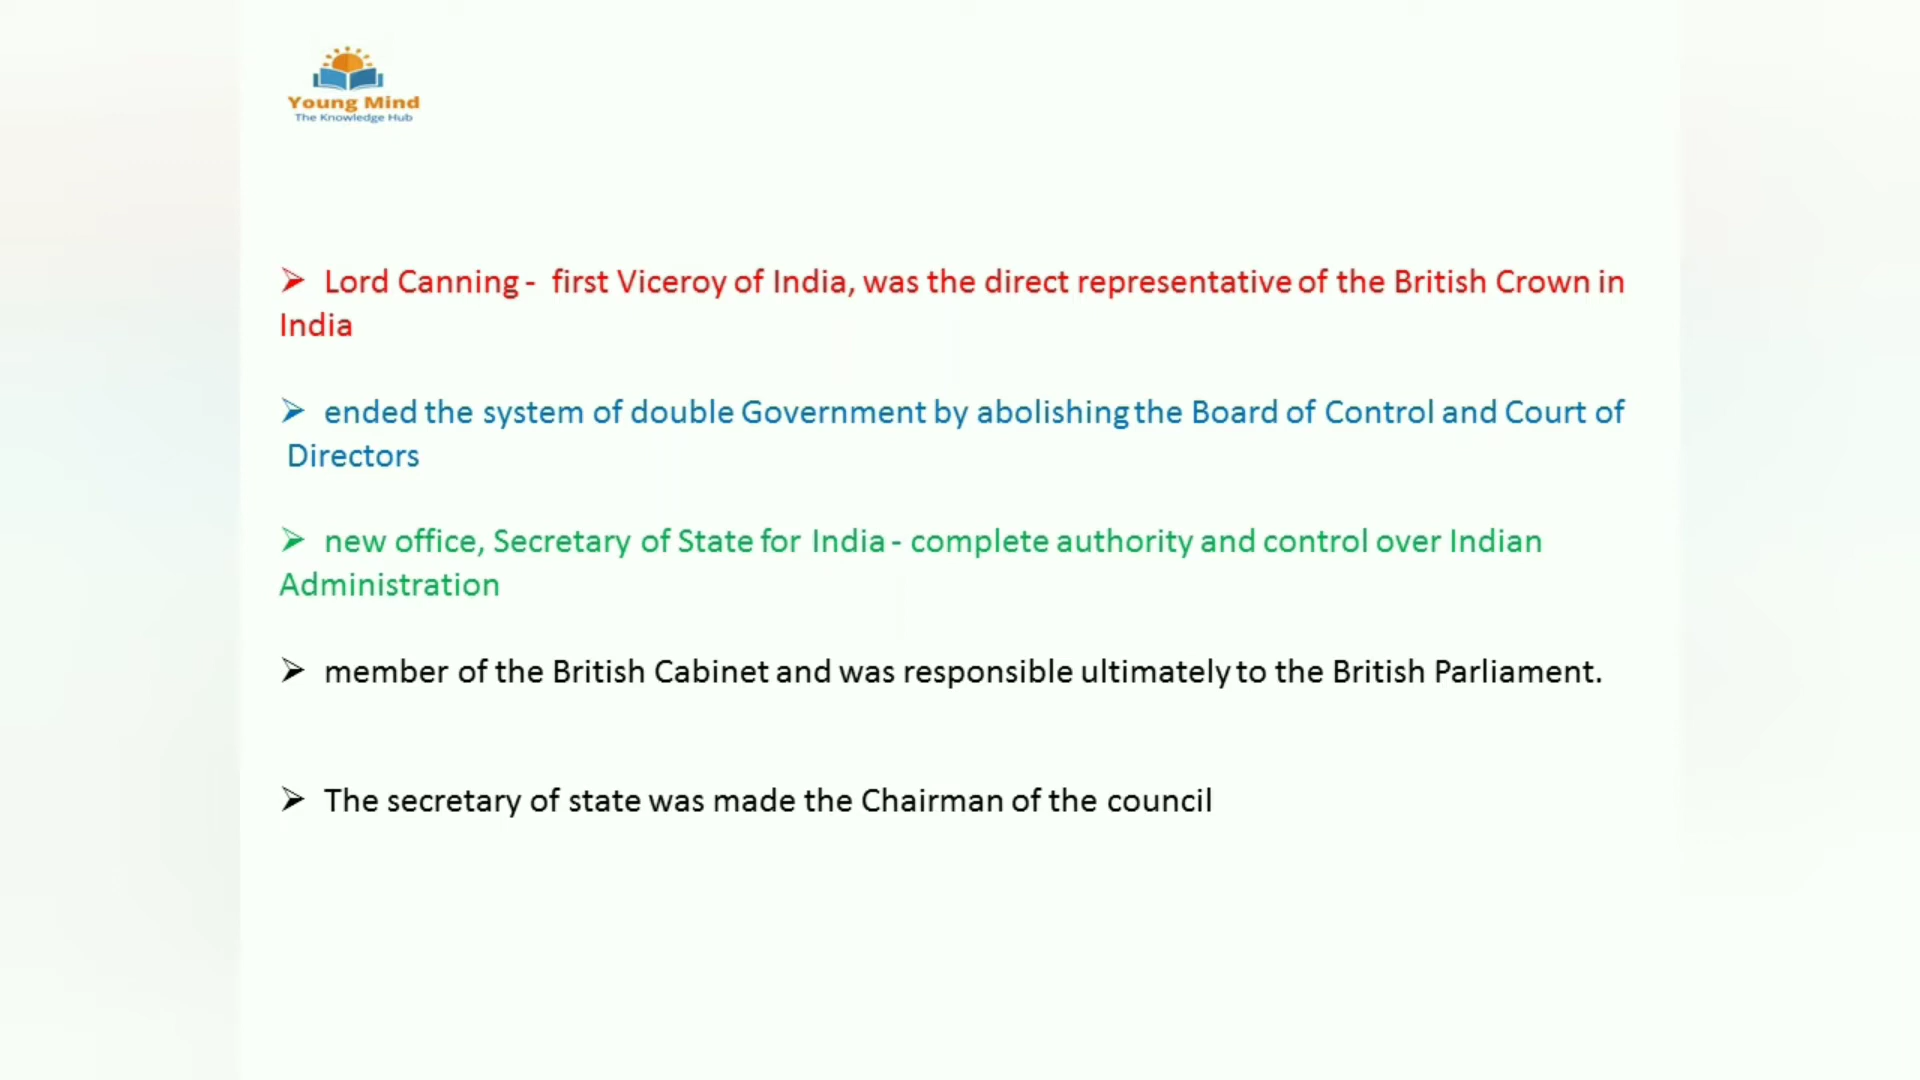 Young Mind
The Knowledge Hub
➢ Lord Canning - first Viceroy of India, was the direct representative of the British Crown in
India
➢ ended the system of double Government by abolishing the Board of Control and Court of
Directors
➢ new office, Secretary of State for India - complete authority and control over Indian
Administration
➢ member of the British Cabinet and was responsible ultimately to the British Parliament.
➢ The secretary of state was made the Chairman of the council